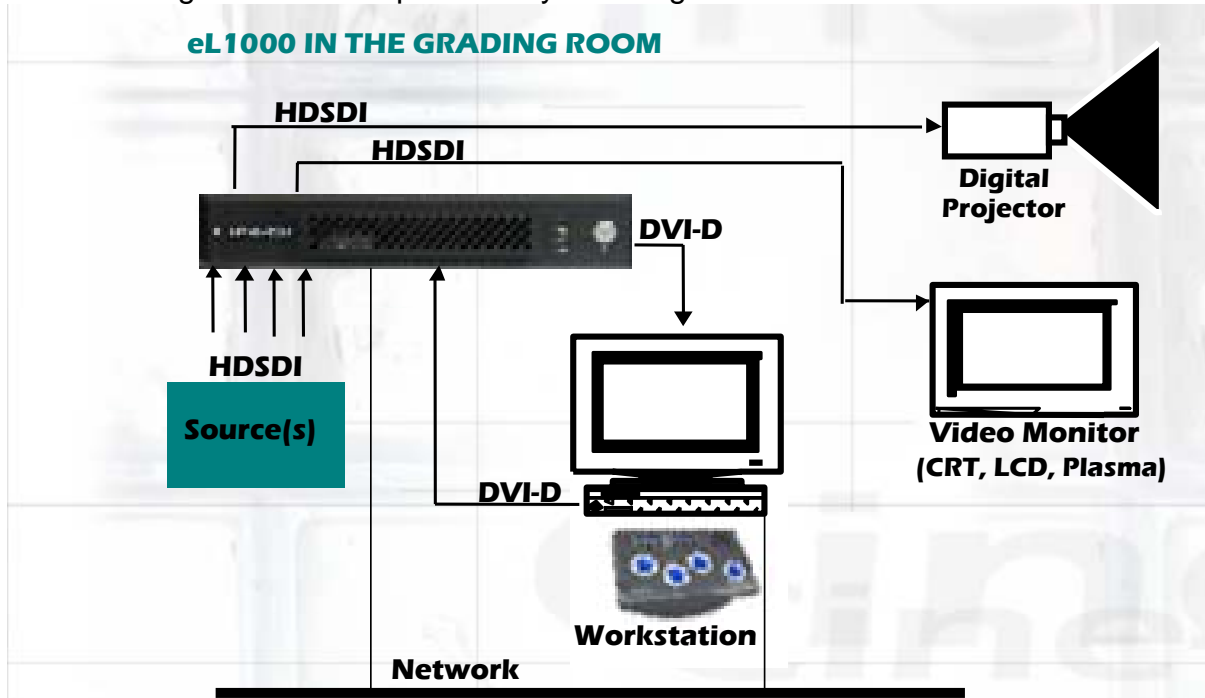 eL1000 IN THE GRADING ROOM
HDSDI
HDSDI
Digital
Projector
DVI-D
HDSDI
Source(s)
Video Monitor
(CRT, LCD, Plasma)
DVI-D
Workstation
Network